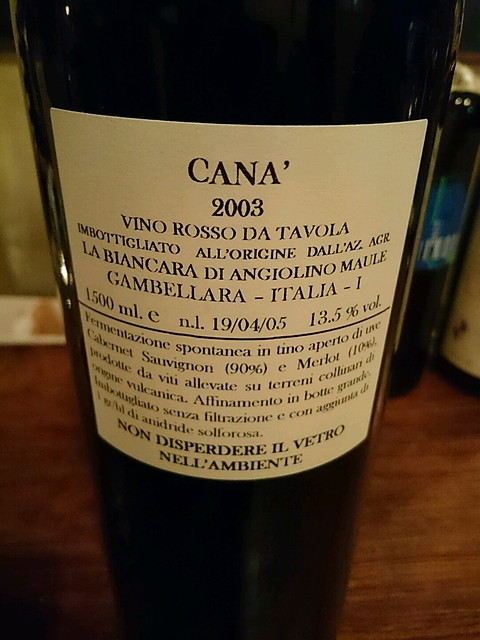 CANA'
2003
VINO ROSSO DA TAVOLA
IMBOTTIGLIATO ALL'ORIGINE DALL'AZ. AGR.
LA BIANCARA DI ANGIOLINO MAULE
GAMBELLARA - ITALIA - I
1500 ml. e n.l. 19/04/05 13.5 % vol.
Fermentazione spontanea in tino aperto di uve
Cabernet Sauvignon (90%) e Merlot (10%),
prodotte da viti allevate su terreni collinari di
origine vulcanica. Affinamento in botte grande.
Imbottigliato senza filtrazione e con aggiunta di
1 gr/hl di anidride solforosa.
NON DISPERDERE IL VETRO
NELL'AMBIENTE